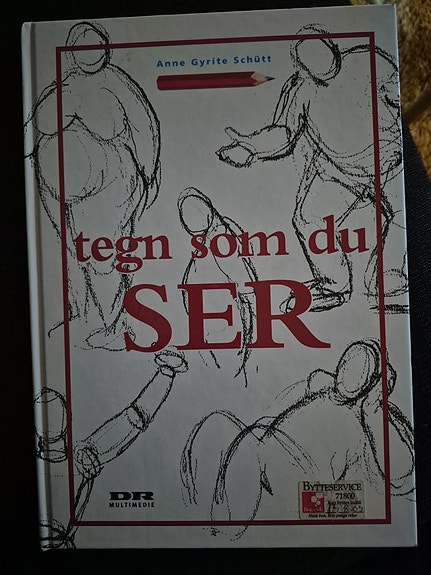 Anne Gyrite Schütt
tegn som du
SER
DR
MULTIMEDIE
BYTTESERVICE
71800